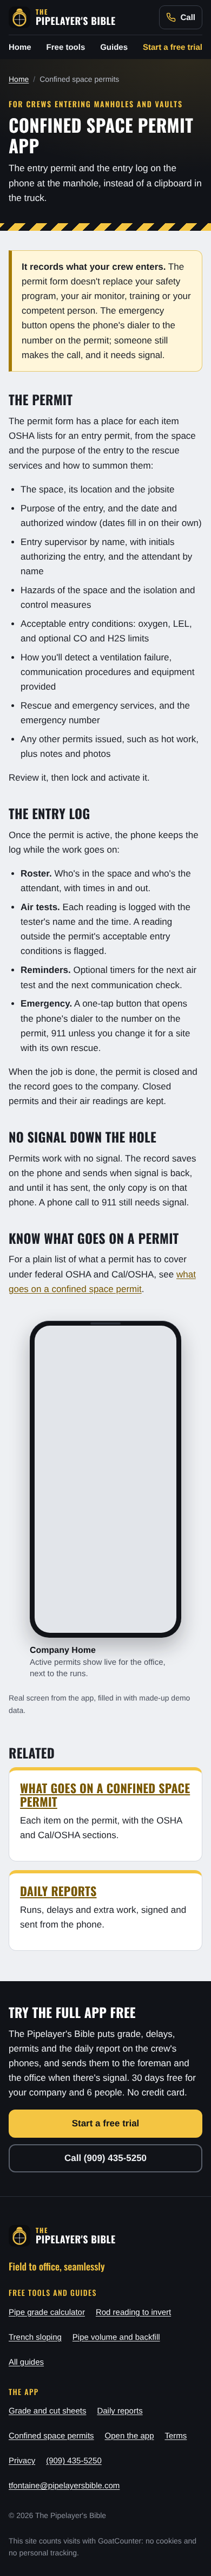 THE
PIPELAYER'S BIBLE
Call
Home Free tools Guides Start a free trial
Home / Confined space permits
FOR CREWS ENTERING MANHOLES AND VAULTS
CONFINED SPACE PERMIT
APP
The entry permit and the entry log on the
phone at the manhole, instead of a clipboard in
the truck.
It records what your crew enters. The
permit form doesn't replace your safety
program, your air monitor, training or your
competent person. The emergency
button opens the phone's dialer to the
number on the permit; someone still
makes the call, and it needs signal.
THE PERMIT
The permit form has a place for each item
OSHA lists for an entry permit, from the space
and the purpose of the entry to the rescue
services and how to summon them:
• The space, its location and the jobsite
• Purpose of the entry, and the date and
authorized window (dates fill in on their own)
• Entry supervisor by name, with initials
authorizing the entry, and the attendant by
name
• Hazards of the space and the isolation and
control measures
• Acceptable entry conditions: oxygen, LEL,
and optional CO and H2S limits
• How you'll detect a ventilation failure,
communication procedures and equipment
provided
• Rescue and emergency services, and the
emergency number
• Any other permits issued, such as hot work,
plus notes and photos
Review it, then lock and activate it.
THE ENTRY LOG
Once the permit is active, the phone keeps the
log while the work goes on:
• Roster. Who's in the space and who's the
attendant, with times in and out.
• Air tests. Each reading is logged with the
tester's name and the time. A reading
outside the permit's acceptable entry
conditions is flagged.
• Reminders. Optional timers for the next air
test and the next communication check.
• Emergency. A one-tap button that opens
the phone's dialer to the number on the
permit, 911 unless you change it for a site
with its own rescue.
When the job is done, the permit is closed and
the record goes to the company. Closed
permits and their air readings are kept.
NO SIGNAL DOWN THE HOLE
Permits work with no signal. The record saves
on the phone and sends when signal is back,
and until it has sent, the only copy is on that
phone. A phone call to 911 still needs signal.
KNOW WHAT GOES ON A PERMIT
For a plain list of what a permit has to cover
under federal OSHA and Cal/OSHA, see what
goes on a confined space permit.
Company Home
Active permits show live for the office,
next to the runs.
Real screen from the app, filled in with made-up demo
data.
RELATED
WHAT GOES ON A CONFINED SPACE
PERMIT
Each item on the permit, with the OSHA
and Cal/OSHA sections.
DAILY REPORTS
Runs, delays and extra work, signed and
sent from the phone.
TRY THE FULL APP FREE
The Pipelayer's Bible puts grade, delays,
permits and the daily report on the crew's
phones, and sends them to the foreman and
the office when there's signal. 30 days free for
your company and 6 people. No credit card.
Start a free trial
Call (909) 435-5250
THE
PIPELAYER'S BIBLE
Field to office, seamlessly
FREE TOOLS AND GUIDES
Pipe grade calculator Rod reading to invert
Trench sloping Pipe volume and backfill
All guides
THE APP
Grade and cut sheets Daily reports
Confined space permits Open the app Terms
Privacy (909) 435-5250
tfontaine@pipelayersbible.com
© 2026 The Pipelayer's Bible
This site counts visits with GoatCounter: no cookies and
no personal tracking.